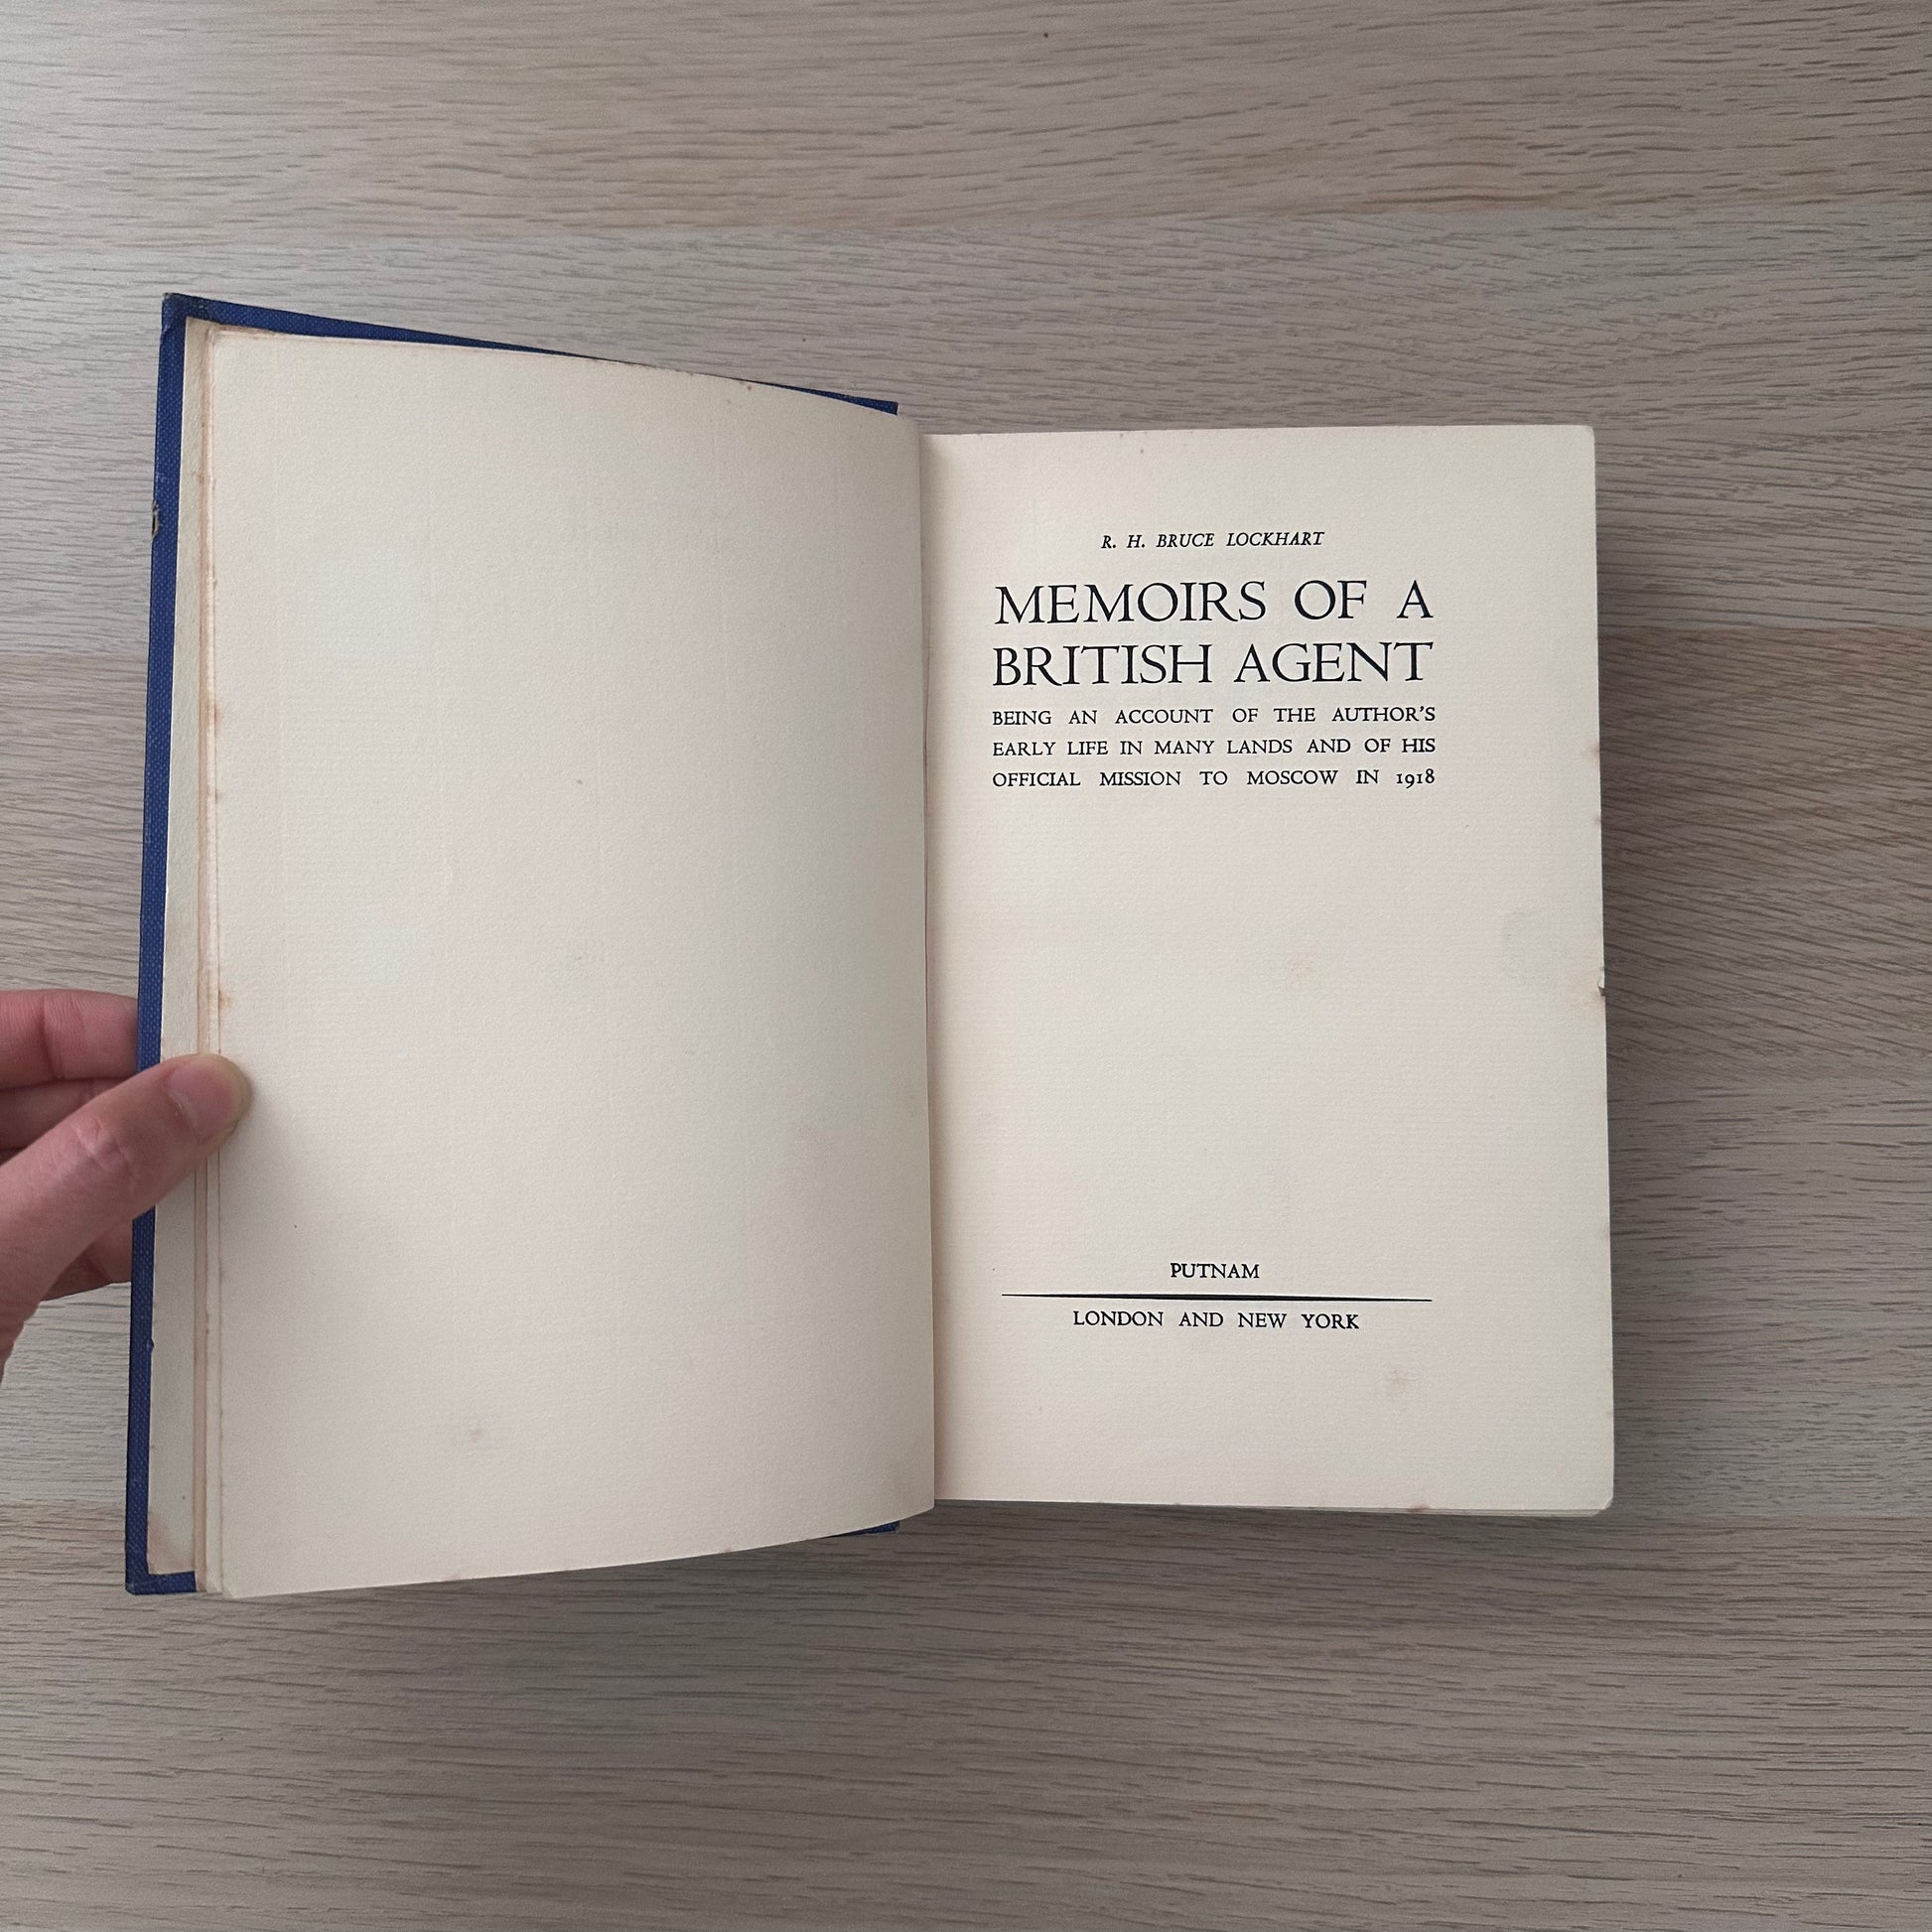 R. H. BRUCE LOCKHART
MEMOIRS OF A
BRITISH AGENT
BEING AN ACCOUNT OF THE AUTHOR'S
EARLY LIFE IN MANY LANDS AND OF HIS
OFFICIAL MISSION TO MOSCOW IN 1918
PUTNAM
LONDON AND NEW YORK